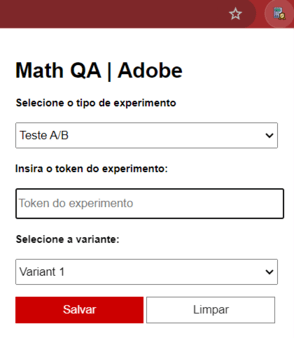 Math QA | Adobe
Selecione o tipo de experimento
Teste A/B
Insira o token do experimento:
Token do experimento
Selecione a variante:
Variant 1
Salvar
Limpar